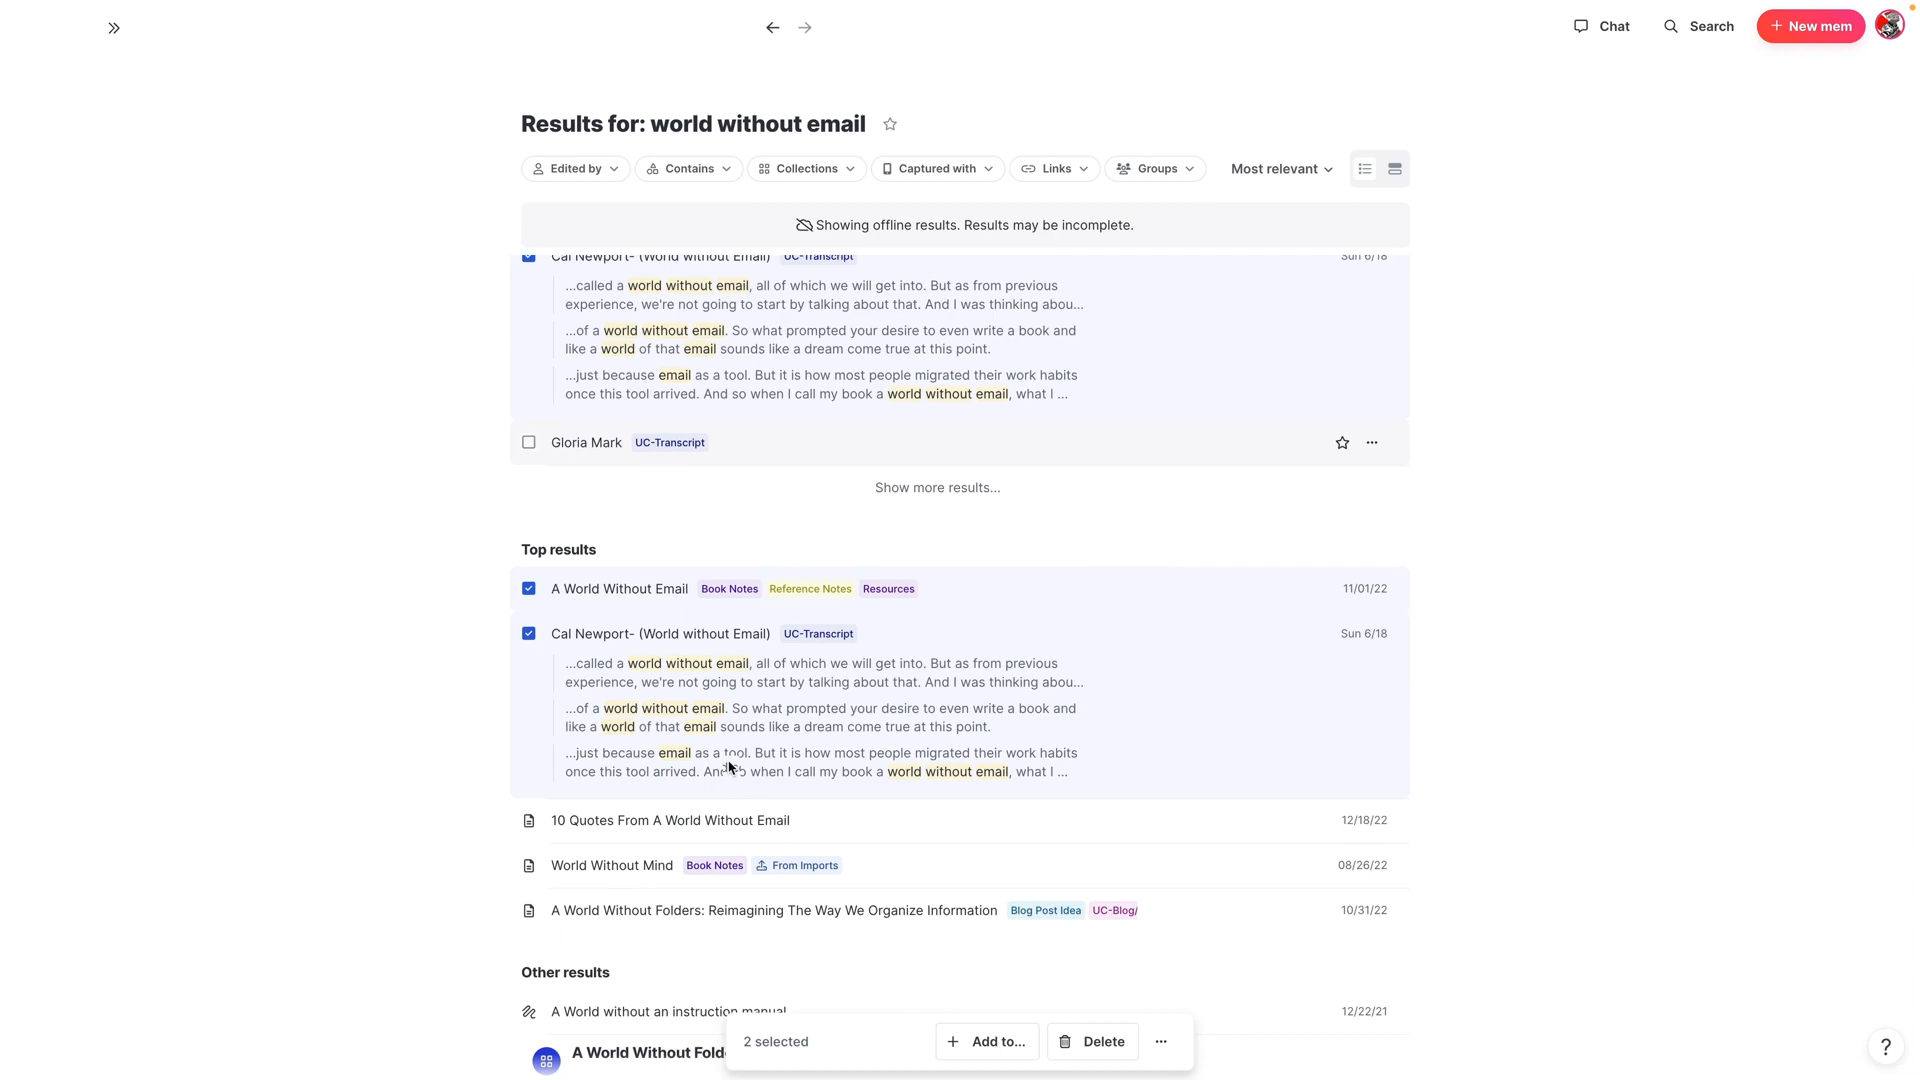 Chat
Search
+ New mem
Results for: world without email
Edited by
Contains
Collections
Captured with
Links
Groups
Most relevant
Showing offline results. Results may be incomplete.
Cal Newport- (World without Email) UC-Transcript Sun 6/18
...called a world without email, all of which we will get into. But as from previous
experience, we're not going to start by talking about that. And I was thinking abou...
...of a world without email. So what prompted your desire to even write a book and
like a world of that email sounds like a dream come true at this point.
...just because email as a tool. But it is how most people migrated their work habits
once this tool arrived. And so when I call my book a world without email, what I ...
Gloria Mark UC-Transcript
Show more results...
Top results
A World Without Email Book Notes Reference Notes Resources 11/01/22
Cal Newport- (World without Email) UC-Transcript Sun 6/18
...called a world without email, all of which we will get into. But as from previous
experience, we're not going to start by talking about that. And I was thinking abou...
...of a world without email. So what prompted your desire to even write a book and
like a world of that email sounds like a dream come true at this point.
...just because email as a tool. But it is how most people migrated their work habits
once this tool arrived. And so when I call my book a world without email, what I ...
10 Quotes From A World Without Email 12/18/22
World Without Mind Book Notes From Imports 08/26/22
A World Without Folders: Reimagining The Way We Organize Information Blog Post Idea UC-Blog/ 10/31/22
Other results
A World without an instruction manual 12/22/21
A World Without Fold
2 selected
+ Add to...
Delete
?